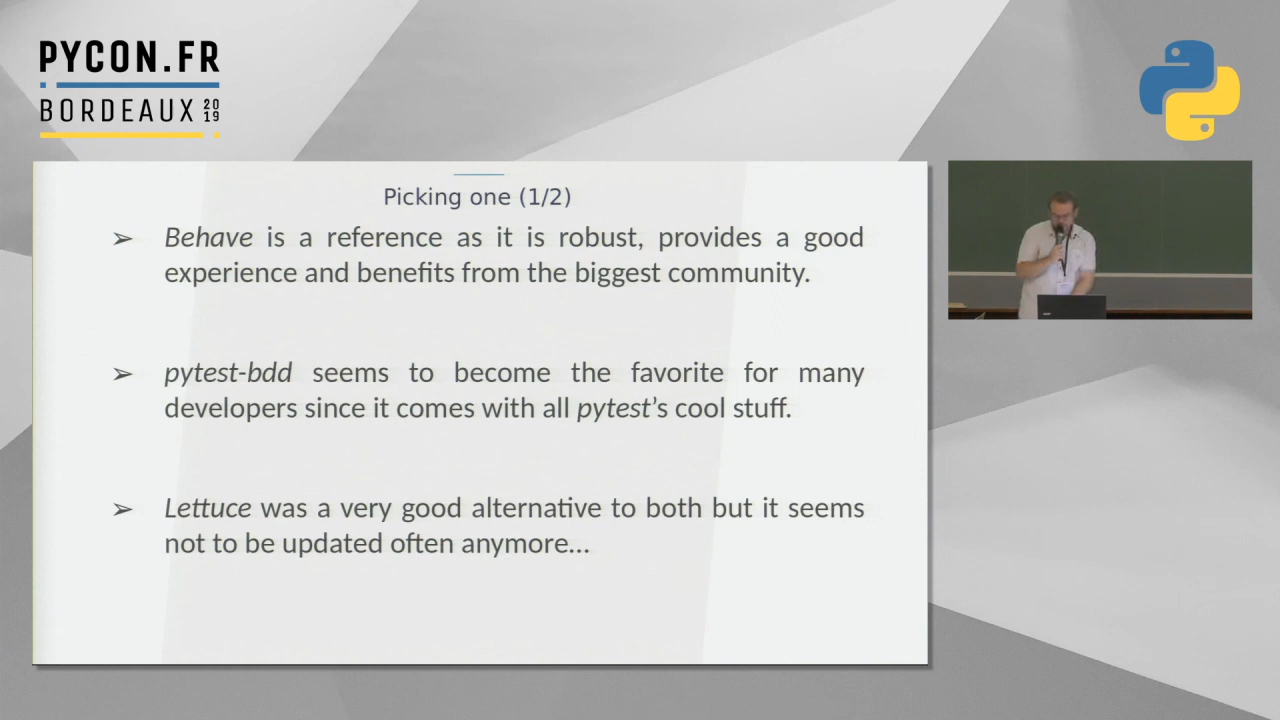 PYCON.FR
BORDEAUX 2019
Picking one (1/2)
➢ Behave is a reference as it is robust, provides a good
experience and benefits from the biggest community.
➢ pytest-bdd seems to become the favorite for many
developers since it comes with all pytest’s cool stuff.
➢ Lettuce was a very good alternative to both but it seems
not to be updated often anymore…